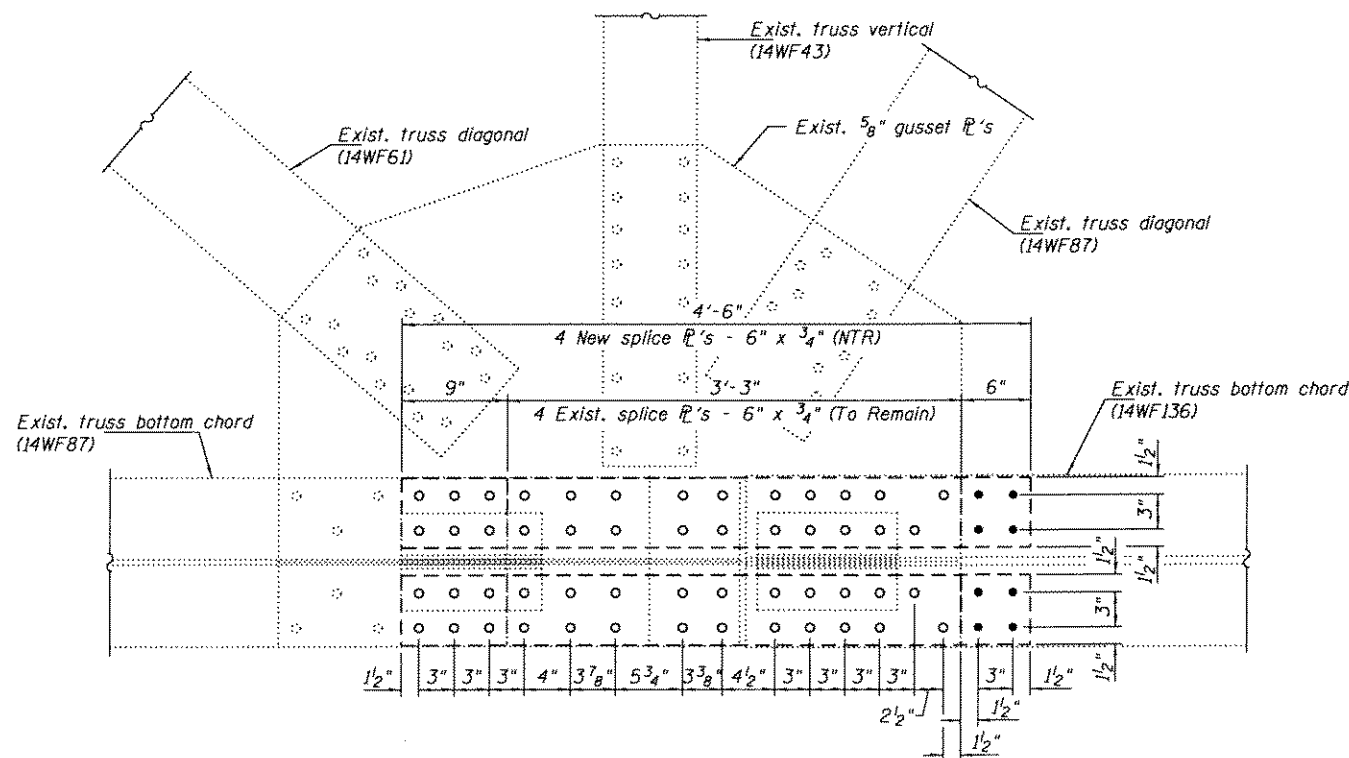 Exist. truss vertical
(14WF43)
Exist. truss diagonal
(14WF61)
Exist. 5/8" gusset ℄'s
Exist. truss diagonal
(14WF87)
4'-6"
4 New splice ℄'s - 6" x 3/4" (NTR)
9"
3'-3"
6"
4 Exist. splice ℄'s - 6" x 3/4" (To Remain)
Exist. truss bottom chord
(14WF87)
Exist. truss bottom chord
(14WF136)
1 1/2"
3"
1 1/2"
1 1/2"
3"
1 1/2"
1 1/2"
3"
3"
3"
4"
3 7/8"
5 3/4"
3 3/8"
4 1/2"
3"
3"
3"
3"
2 1/2"
3"
1 1/2"
1 1/2"
1 1/2"